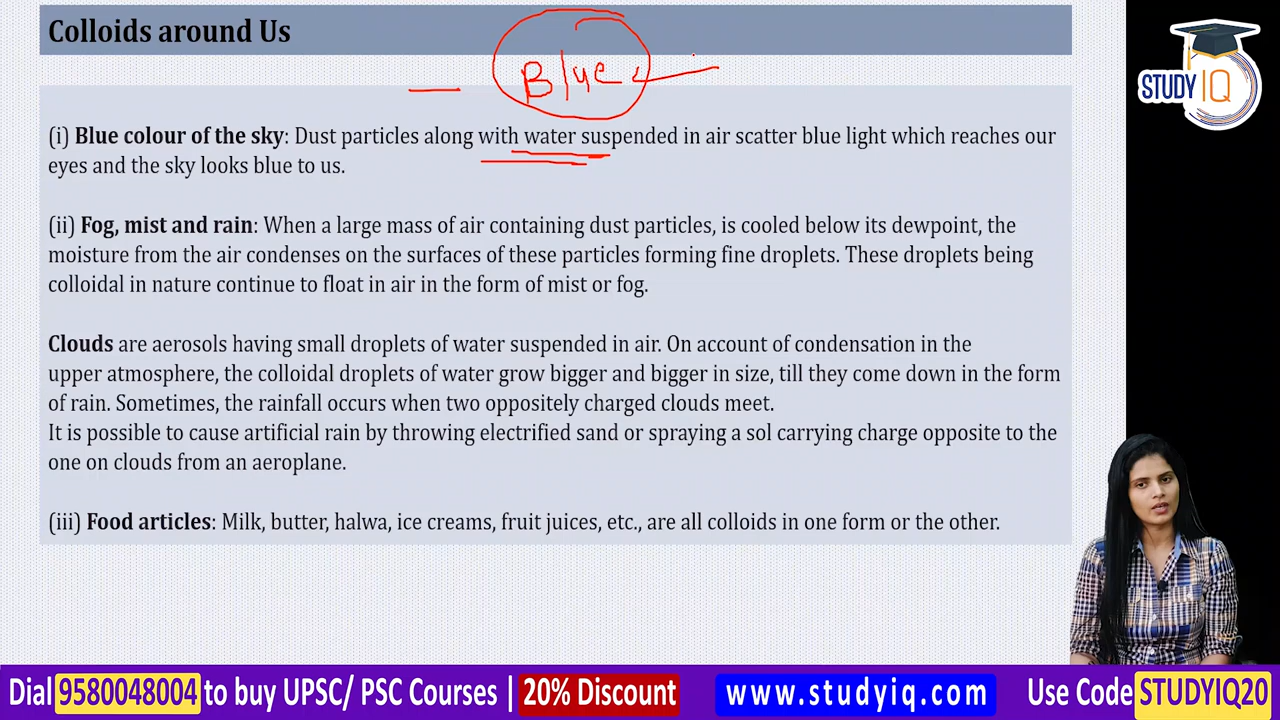 Colloids around Us
Blue
STUDY IQ
(i) Blue colour of the sky: Dust particles along with water suspended in air scatter blue light which reaches our
eyes and the sky looks blue to us.
(ii) Fog, mist and rain: When a large mass of air containing dust particles, is cooled below its dewpoint, the
moisture from the air condenses on the surfaces of these particles forming fine droplets. These droplets being
colloidal in nature continue to float in air in the form of mist or fog.
Clouds are aerosols having small droplets of water suspended in air. On account of condensation in the
upper atmosphere, the colloidal droplets of water grow bigger and bigger in size, till they come down in the form
of rain. Sometimes, the rainfall occurs when two oppositely charged clouds meet.
It is possible to cause artificial rain by throwing electrified sand or spraying a sol carrying charge opposite to the
one on clouds from an aeroplane.
(iii) Food articles: Milk, butter, halwa, ice creams, fruit juices, etc., are all colloids in one form or the other.
Dial 9580048004 to buy UPSC/ PSC Courses | 20% Discount www.studyiq.com Use Code STUDYIQ20